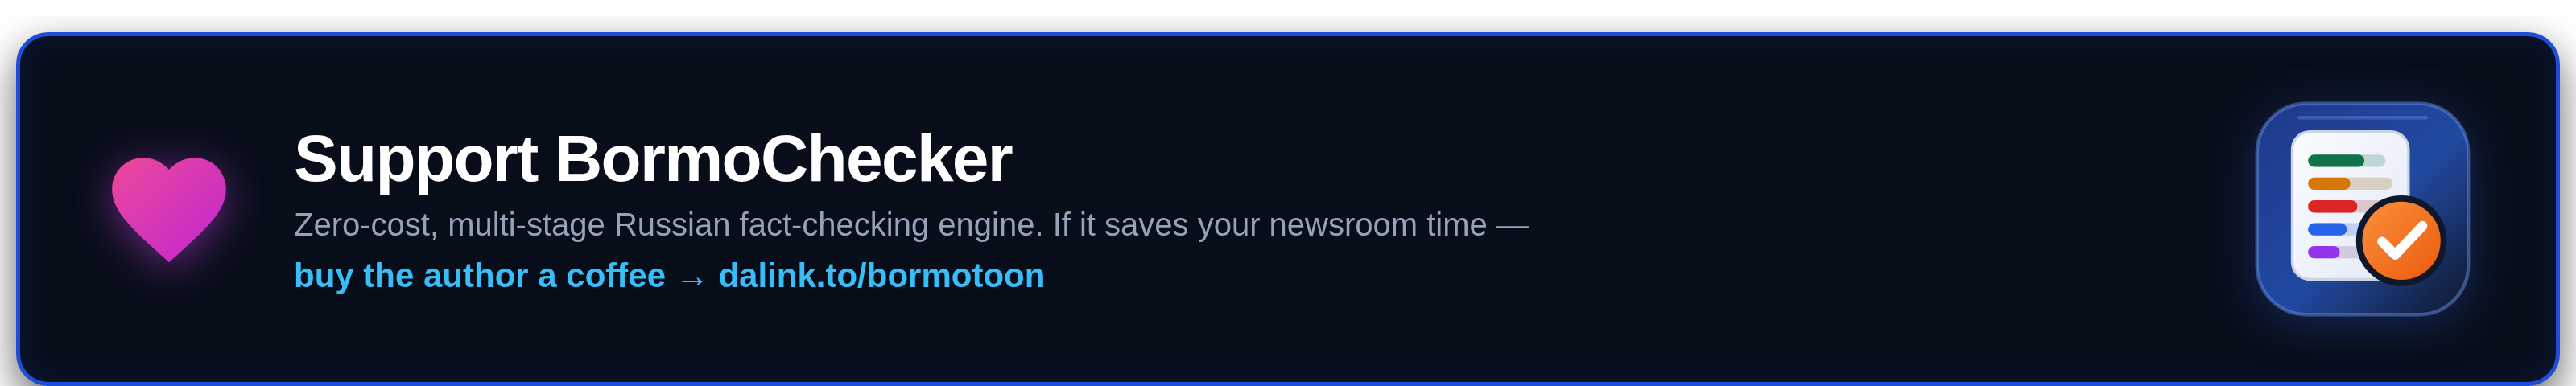 Support BormoChecker
Zero-cost, multi-stage Russian fact-checking engine. If it saves your newsroom time —
buy the author a coffee → dalink.to/bormotoon